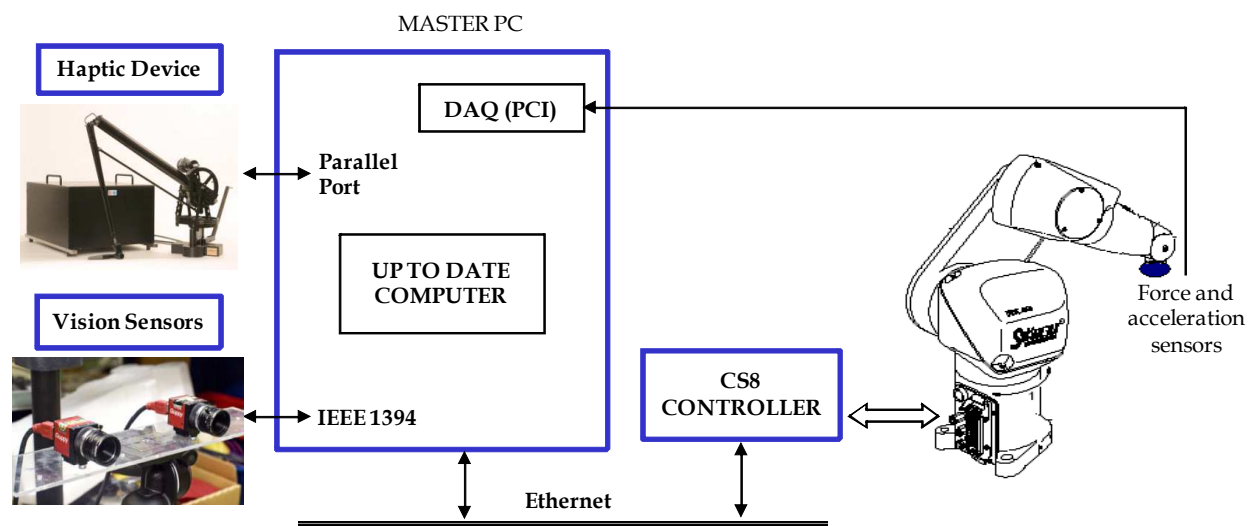 MASTER PC
Haptic Device
DAQ (PCI)
Parallel
Port
UP TO DATE
COMPUTER
Vision Sensors
IEEE 1394
CS8
CONTROLLER
Force and
acceleration
sensors
Ethernet